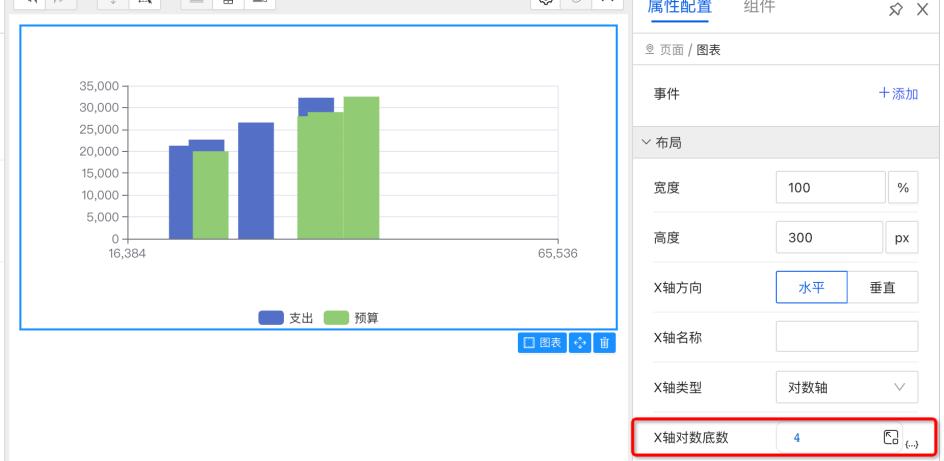 属性配置 组件
页面 / 图表
事件 +添加
布局
宽度 100 %
高度 300 px
X轴方向 水平 垂直
X轴名称
X轴类型 对数轴
X轴对数底数 4 {...}
35,000
30,000
25,000
20,000
15,000
10,000
5,000
0
16,384 65,536
支出 预算
图表